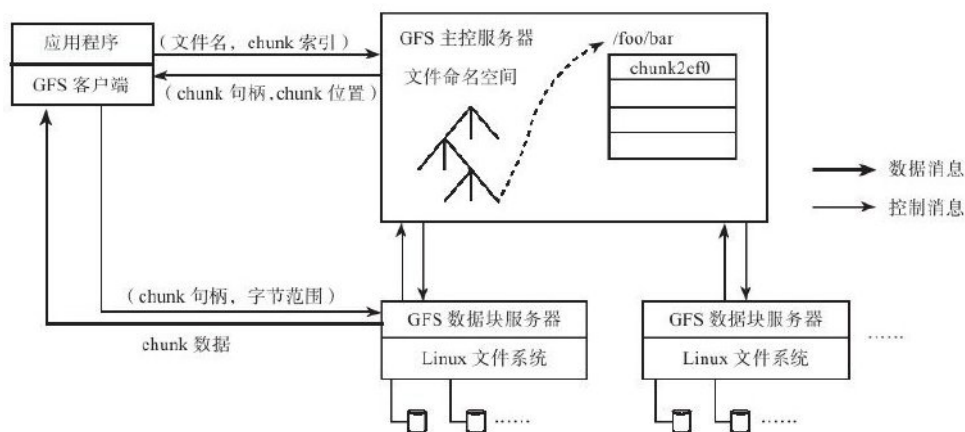 应用程序
GFS 客户端
（文件名，chunk 索引）
（chunk 句柄,chunk 位置）
GFS 主控服务器
文件命名空间
/foo/bar
chunk2ef0
数据消息
控制消息
（chunk 句柄，字节范围）
chunk 数据
GFS 数据块服务器
Linux 文件系统
……
GFS 数据块服务器
Linux 文件系统
……
……